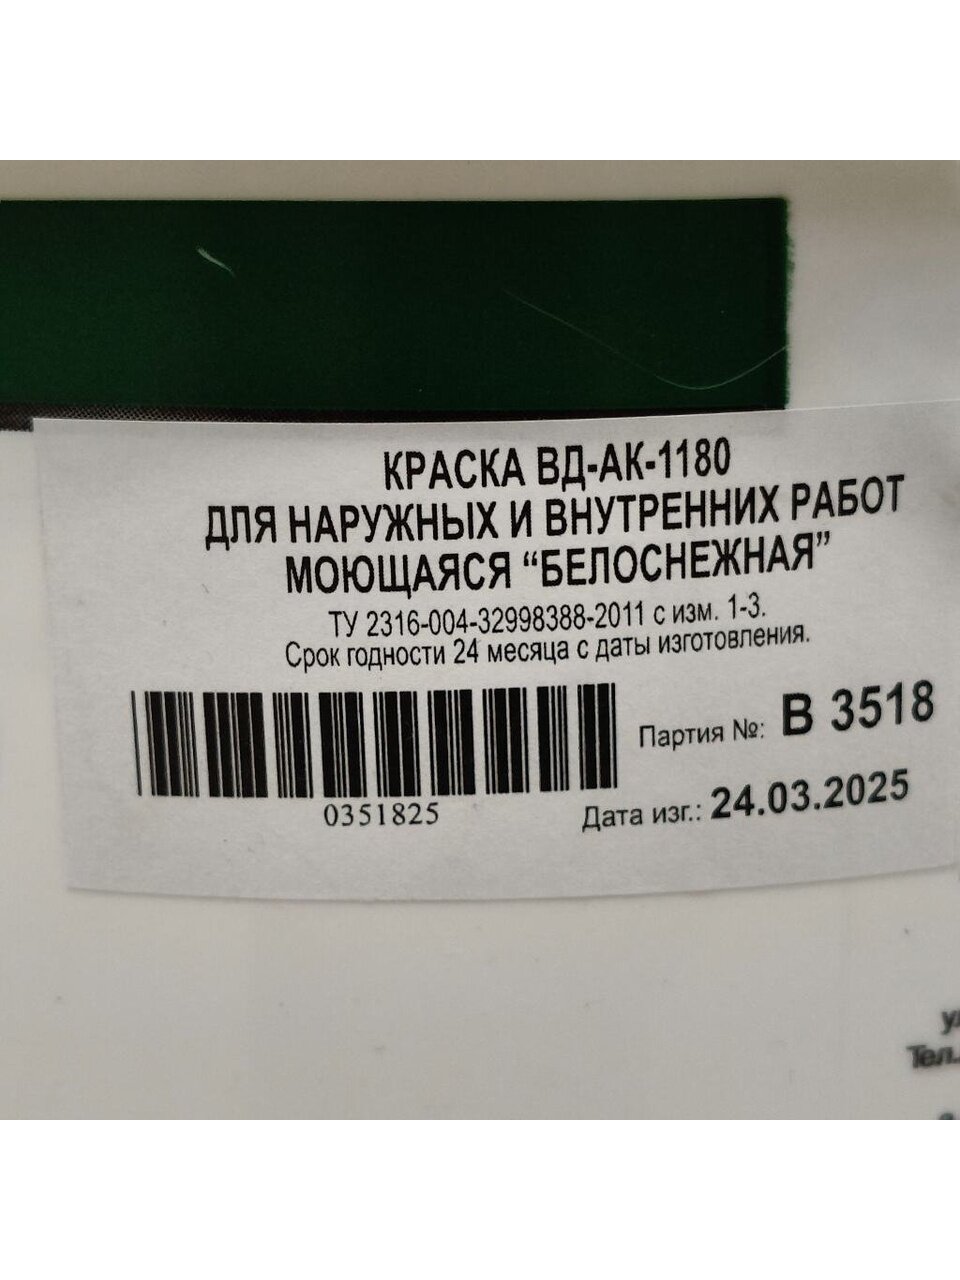 КРАСКА ВД-АК-1180
ДЛЯ НАРУЖНЫХ И ВНУТРЕННИХ РАБОТ
МОЮЩАЯСЯ “БЕЛОСНЕЖНАЯ”
ТУ 2316-004-32998388-2011 с изм. 1-3.
Срок годности 24 месяца с даты изготовления.
Партия №: В 3518
0351825
Дата изг.: 24.03.2025
Тел.